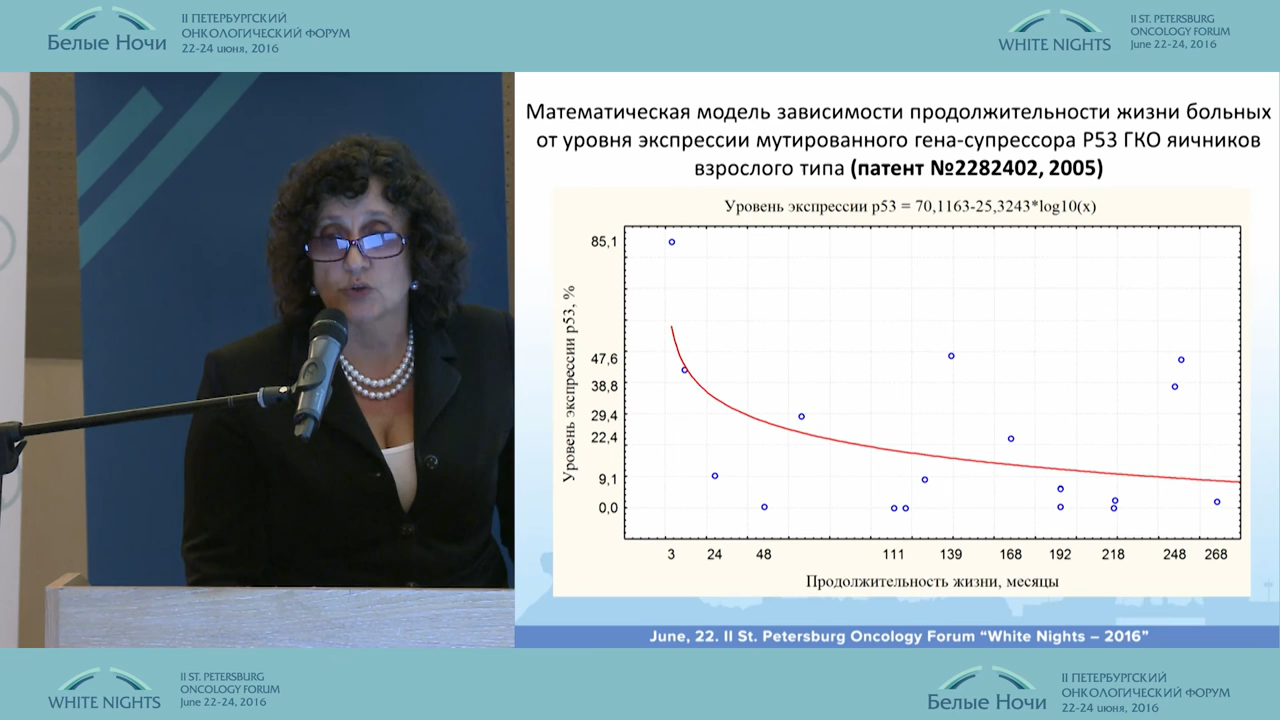 Белые Ночи
II ПЕТЕРБУРГСКИЙ
ОНКОЛОГИЧЕСКИЙ ФОРУМ
22-24 июня, 2016
WHITE NIGHTS
II ST. PETERSBURG
ONCOLOGY FORUM
June 22-24, 2016
Математическая модель зависимости продолжительности жизни больных
от уровня экспрессии мутированного гена-супрессора Р53 ГКО яичников
взрослого типа (патент №2282402, 2005)
Уровень экспрессии p53 = 70,1163-25,3243*log10(x)
Уровень экспрессии p53, %
85,1
47,6
38,8
29,4
22,4
9,1
0,0
3 24 48 111 139 168 192 218 248 268
Продолжительность жизни, месяцы
June, 22. II St. Petersburg Oncology Forum “White Nights – 2016”
WHITE NIGHTS
II ST. PETERSBURG
ONCOLOGY FORUM
June 22-24, 2016
Белые Ночи
II ПЕТЕРБУРГСКИЙ
ОНКОЛОГИЧЕСКИЙ ФОРУМ
22-24 июня, 2016